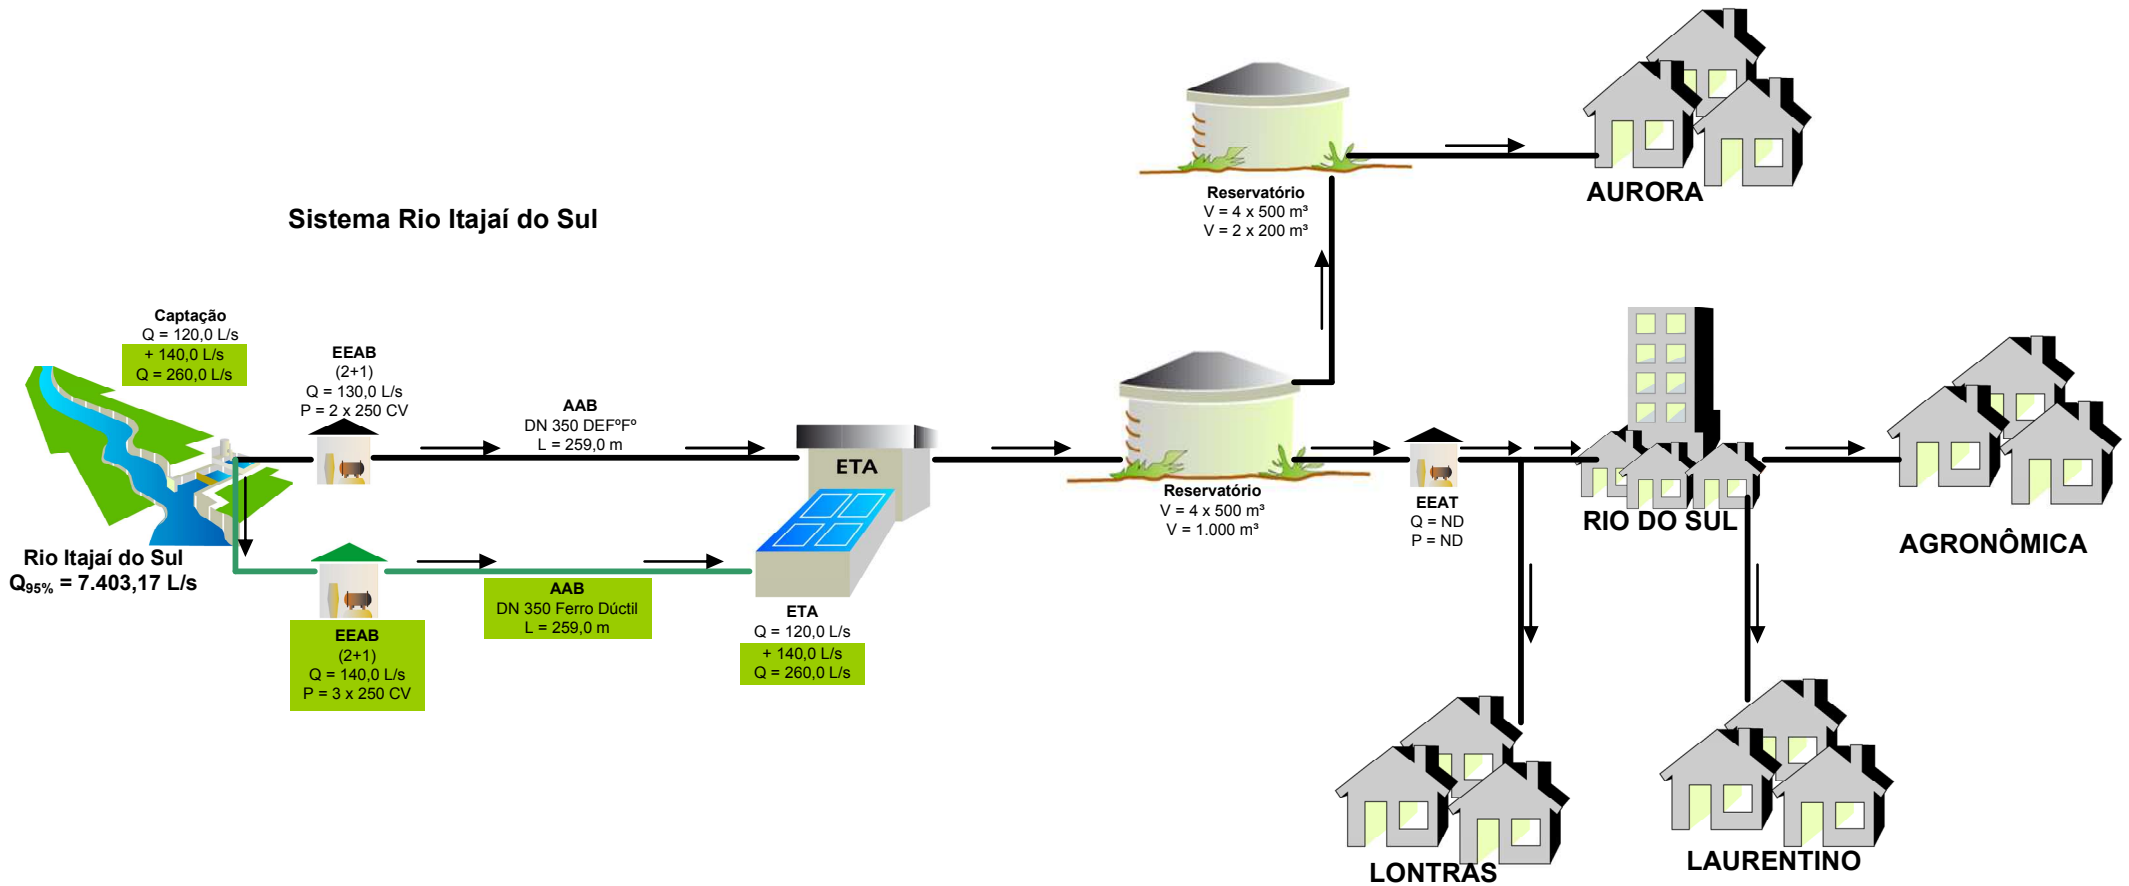 Sistema Rio Itajaí do Sul
Captação
Q = 120,0 L/s
+ 140,0 L/s
Q = 260,0 L/s
EEAB
(2+1)
Q = 130,0 L/s
P = 2 x 250 CV
AAB
DN 350 DEFºFº
L = 259,0 m
ETA
Rio Itajaí do Sul
Q95% = 7.403,17 L/s
EEAB
(2+1)
Q = 140,0 L/s
P = 3 x 250 CV
AAB
DN 350 Ferro Dúctil
L = 259,0 m
ETA
Q = 120,0 L/s
+ 140,0 L/s
Q = 260,0 L/s
Reservatório
V = 4 x 500 m³
V = 2 x 200 m³
AURORA
Reservatório
V = 4 x 500 m³
V = 1.000 m³
EEAT
Q = ND
P = ND
RIO DO SUL
AGRONÔMICA
LONTRAS
LAURENTINO